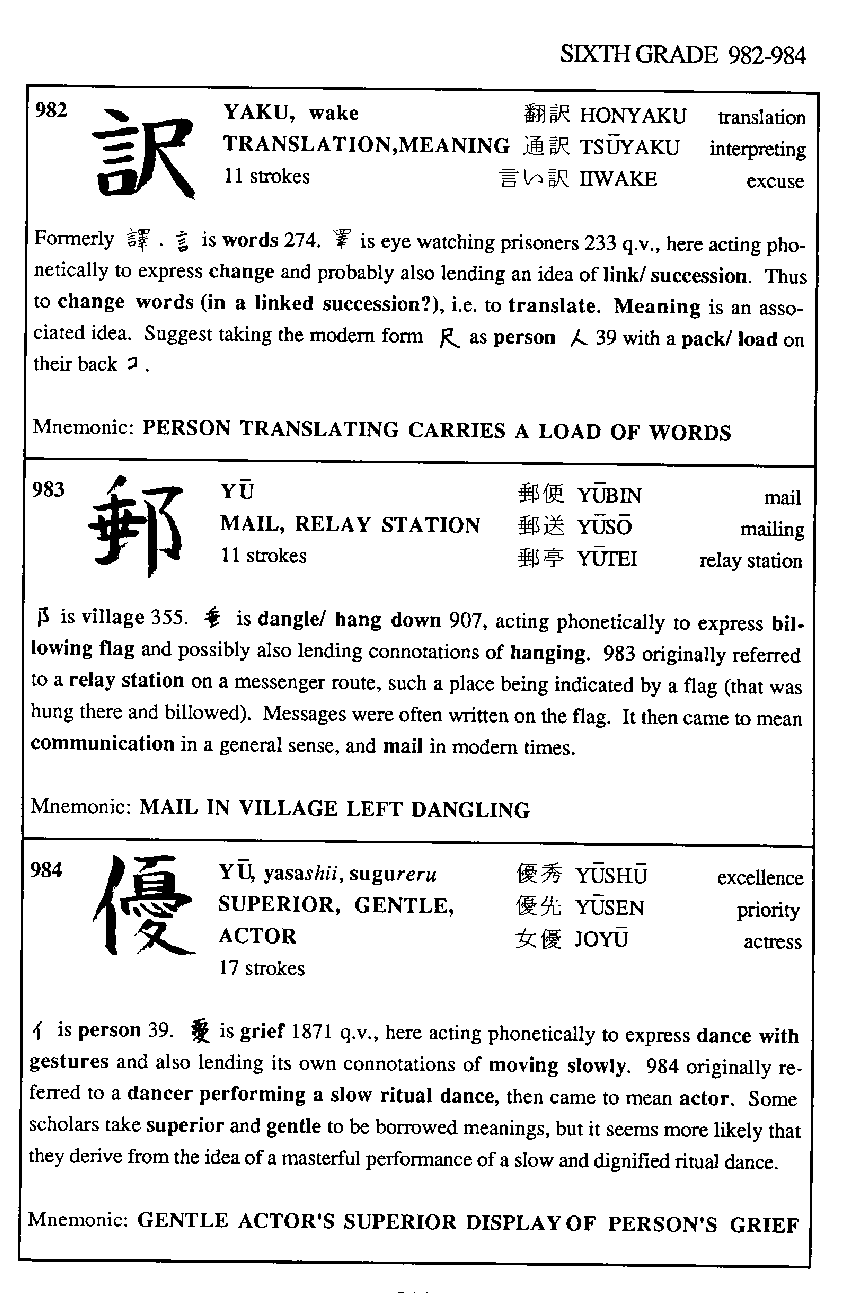 SIXTH GRADE 982-984
982 訳 YAKU, wake 翻訳 HONYAKU translation
TRANSLATION,MEANING 通訳 TSŪYAKU interpreting
11 strokes 言い訳 IIWAKE excuse
Formerly 譯 . 言 is words 274. 睪 is eye watching prisoners 233 q.v., here acting pho-
netically to express change and probably also lending an idea of link/ succession. Thus
to change words (in a linked succession?), i.e. to translate. Meaning is an asso-
ciated idea. Suggest taking the modern form 尺 as person 人 39 with a pack/ load on
their back コ .
Mnemonic: PERSON TRANSLATING CARRIES A LOAD OF WORDS
983 郵 YŪ 郵便 YŪBIN mail
MAIL, RELAY STATION 郵送 YŪSŌ mailing
11 strokes 郵亭 YŪTEI relay station
阝 is village 355. 垂 is dangle/ hang down 907, acting phonetically to express bil-
lowing flag and possibly also lending connotations of hanging. 983 originally referred
to a relay station on a messenger route, such a place being indicated by a flag (that was
hung there and billowed). Messages were often written on the flag. It then came to mean
communication in a general sense, and mail in modern times.
Mnemonic: MAIL IN VILLAGE LEFT DANGLING
984 優 YŪ, yasashii, sugureru 優秀 YŪSHŪ excellence
SUPERIOR, GENTLE, 優先 YŪSEN priority
ACTOR 女優 JOYŪ actress
17 strokes
亻 is person 39. 憂 is grief 1871 q.v., here acting phonetically to express dance with
gestures and also lending its own connotations of moving slowly. 984 originally re-
ferred to a dancer performing a slow ritual dance, then came to mean actor. Some
scholars take superior and gentle to be borrowed meanings, but it seems more likely that
they derive from the idea of a masterful performance of a slow and dignified ritual dance.
Mnemonic: GENTLE ACTOR'S SUPERIOR DISPLAY OF PERSON'S GRIEF